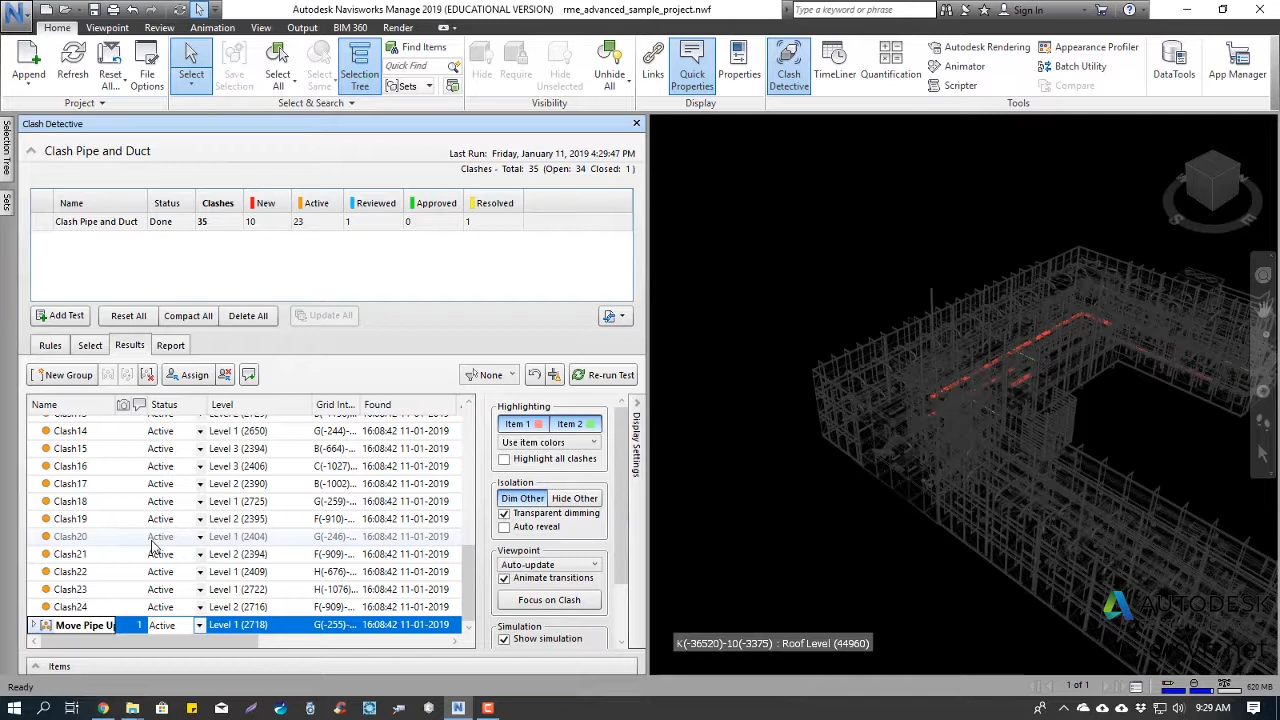 Autodesk Navisworks Manage 2019 (EDUCATIONAL VERSION) rme_advanced_sample_project.nwf
Type a keyword or phrase
Sign In
Home Viewpoint Review Animation View Output BIM 360 Render
Append
Refresh
Reset All...
File Options
Project
Select
Save Selection
Select All
Select Same
Selection Tree
Find Items
Quick Find
Sets
Select & Search
Hide
Require
Hide Unselected
Unhide All
Visibility
Links
Quick Properties
Properties
Display
Clash Detective
TimeLiner
Quantification
Autodesk Rendering
Animator
Scripter
Appearance Profiler
Batch Utility
Compare
Tools
DataTools
App Manager
Selection Tree
Sets
Clash Detective
Clash Pipe and Duct
Last Run: Friday, January 11, 2019 4:29:47 PM
Clashes - Total: 35 (Open: 34 Closed: 1)
Name Status Clashes New Active Reviewed Approved Resolved
Clash Pipe and Duct Done 35 10 23 1 0 1
Add Test Reset All Compact All Delete All Update All
Rules Select Results Report
New Group Assign None Re-run Test
Name Status Level Grid Int... Found
Clash14 Active Level 1 (2650) G(-244)-... 16:08:42 11-01-2019
Clash15 Active Level 3 (2394) B(-664)-... 16:08:42 11-01-2019
Clash16 Active Level 3 (2406) C(-1027)... 16:08:42 11-01-2019
Clash17 Active Level 2 (2390) B(-1002)... 16:08:42 11-01-2019
Clash18 Active Level 1 (2725) G(-259)-... 16:08:42 11-01-2019
Clash19 Active Level 2 (2395) F(-910)-... 16:08:42 11-01-2019
Clash20 Active Level 1 (2404) G(-246)-... 16:08:42 11-01-2019
Clash21 Active Level 2 (2394) F(-909)-... 16:08:42 11-01-2019
Clash22 Active Level 1 (2409) H(-676)-... 16:08:42 11-01-2019
Clash23 Active Level 1 (2722) H(-1076)... 16:08:42 11-01-2019
Clash24 Active Level 2 (2716) F(-909)-... 16:08:42 11-01-2019
Move Pipe Up 1 Active Level 1 (2718) G(-255)-... 16:08:42 11-01-2019
Items
Highlighting
Item 1 Item 2
Use item colors
Highlight all clashes
Isolation
Dim Other Hide Other
Transparent dimming
Auto reveal
Viewpoint
Auto-update
Animate transitions
Focus on Clash
Simulation
Show simulation
Display Settings
S E
K(-36520)-10(-3375) : Roof Level (44960)
AUTODESK
Ready
1 of 1
620 MB
9:29 AM